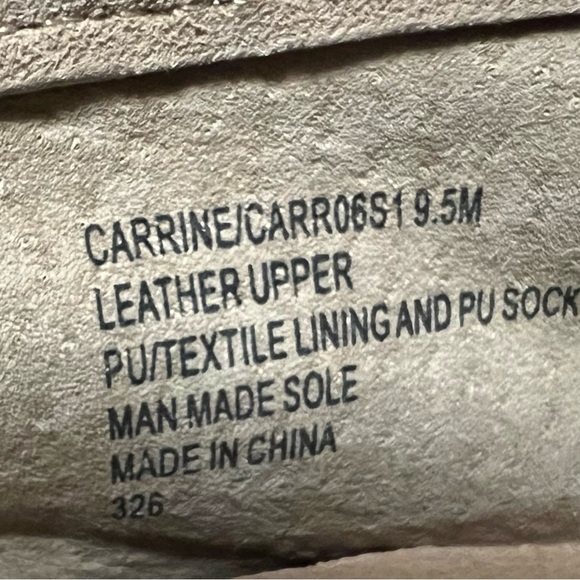 CARRINE/CARR06S1 9.5M
LEATHER UPPER
PU/TEXTILE LINING AND PU SOCK
MAN MADE SOLE
MADE IN CHINA
326